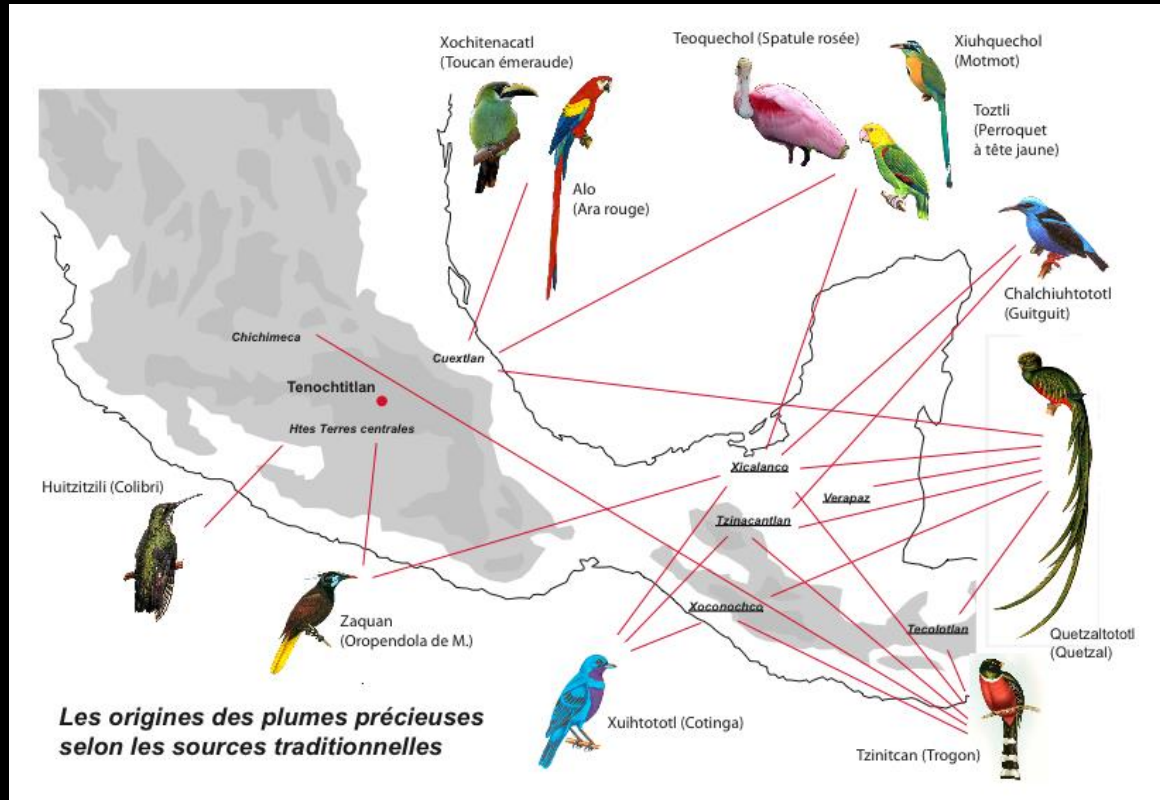 Xochitenacatl
(Toucan émeraude)
Teoquechol (Spatule rosée)
Xiuhquechol
(Motmot)
Toztli
(Perroquet
à tête jaune)
Alo
(Ara rouge)
Chalchiuhtototl
(Guitguit)
Chichimeca
Cuextlan
Tenochtitlan
Htes Terres centrales
Xicalanco
Huitzitzili (Colibri)
Verapaz
Tzinacantlan
Xoconochco
Zaquan
(Oropendola de M.)
Tecolotlan
Quetzaltototl
(Quetzal)
Xuihtototl (Cotinga)
Tzinitcan (Trogon)
Les origines des plumes précieuses
selon les sources traditionnelles